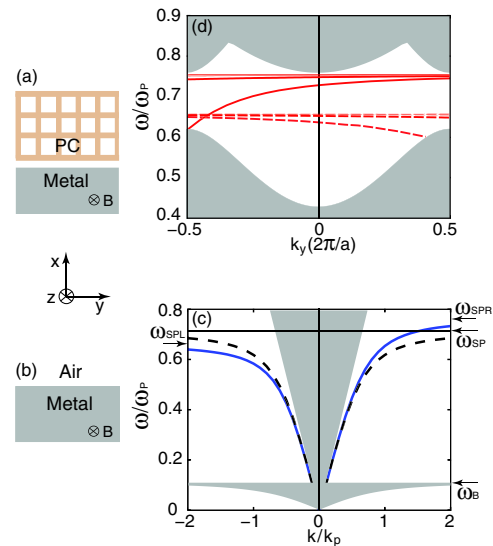 (a)
PC
Metal
⊗ B
x
z
y
(b)
Air
Metal
⊗ B
(d)
ω/ω_P
0.8
0.7
0.6
0.5
0.4
−0.5
0
0.5
k_y(2π/a)
(c)
ω/ω_P
0.8
0.6
0.4
0.2
0
−2
−1
0
1
2
k/k_p
ω_SPL
ω_SPR
ω_SP
ω_B